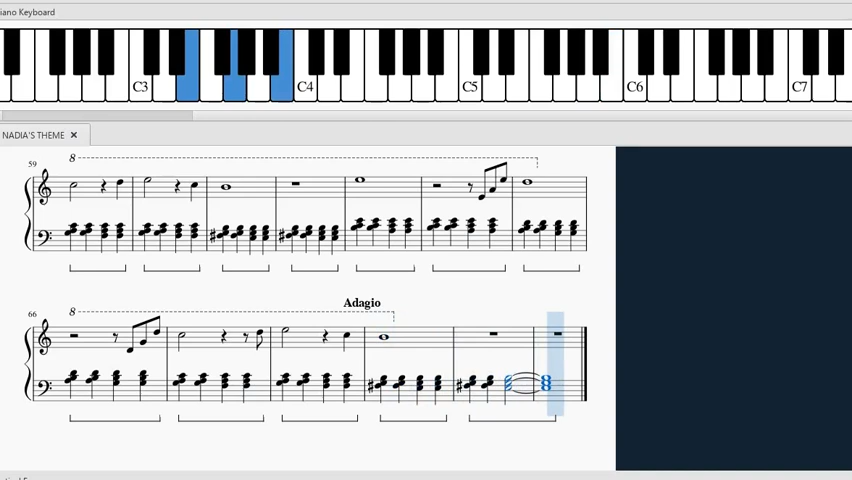 iano Keyboard
C3 C4 C5 C6 C7
NADIA'S THEME
59
8
66
8
Adagio